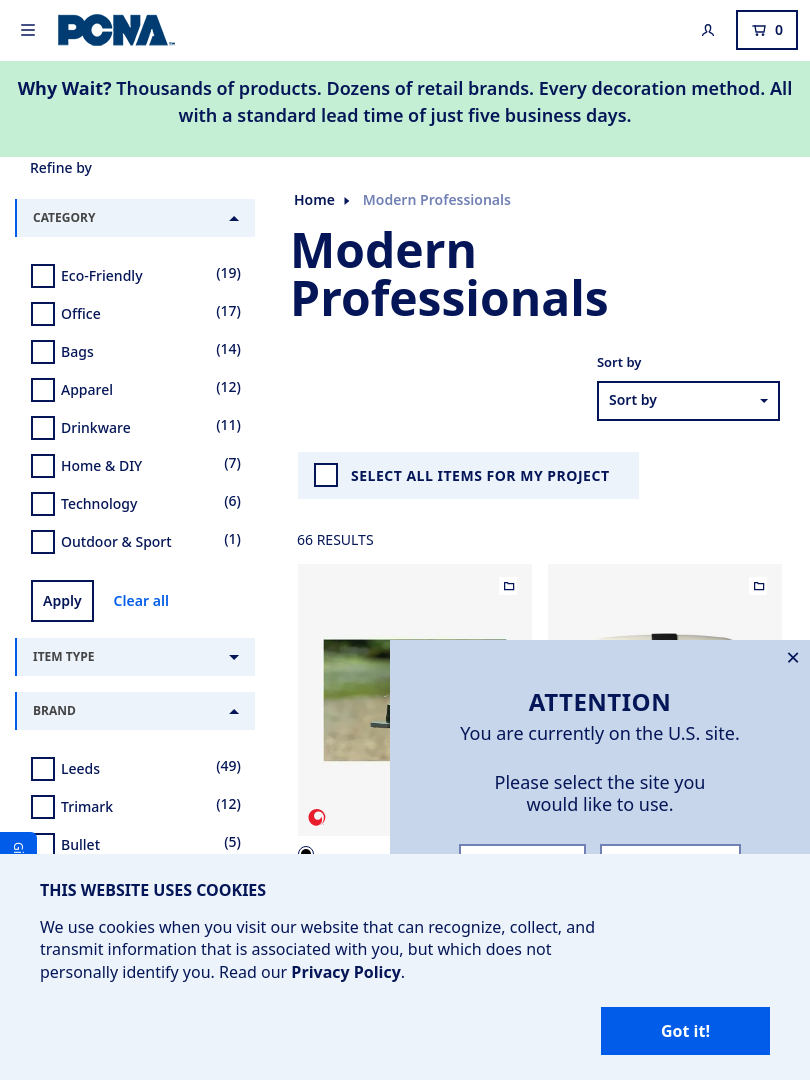 PCNA
0
Why Wait? Thousands of products. Dozens of retail brands. Every decoration method. All
with a standard lead time of just five business days.
Refine by
CATEGORY
Eco-Friendly (19)
Office (17)
Bags (14)
Apparel (12)
Drinkware (11)
Home & DIY (7)
Technology (6)
Outdoor & Sport (1)
Apply Clear all
ITEM TYPE
BRAND
Leeds (49)
Trimark (12)
Bullet (5)
Home Modern Professionals
Modern
Professionals
Sort by
Sort by
SELECT ALL ITEMS FOR MY PROJECT
66 RESULTS
ATTENTION
You are currently on the U.S. site.
Please select the site you
would like to use.
THIS WEBSITE USES COOKIES
We use cookies when you visit our website that can recognize, collect, and
transmit information that is associated with you, but which does not
personally identify you. Read our Privacy Policy.
Got it!